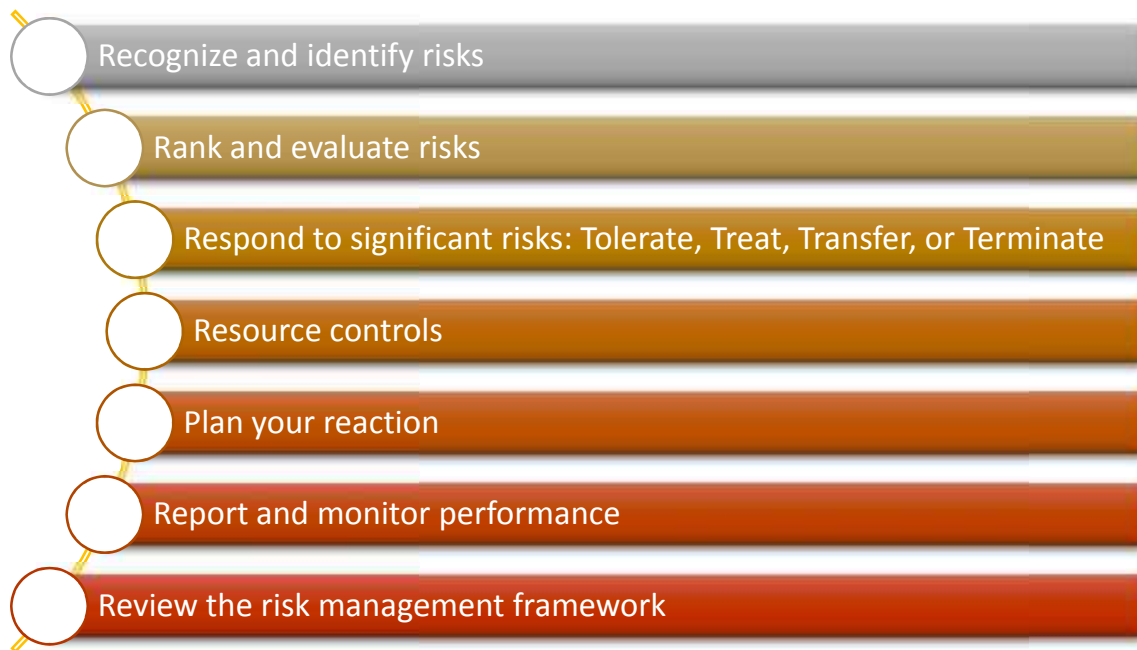 Recognize and identify risks
Rank and evaluate risks
Respond to significant risks: Tolerate, Treat, Transfer, or Terminate
Resource controls
Plan your reaction
Report and monitor performance
Review the risk management framework